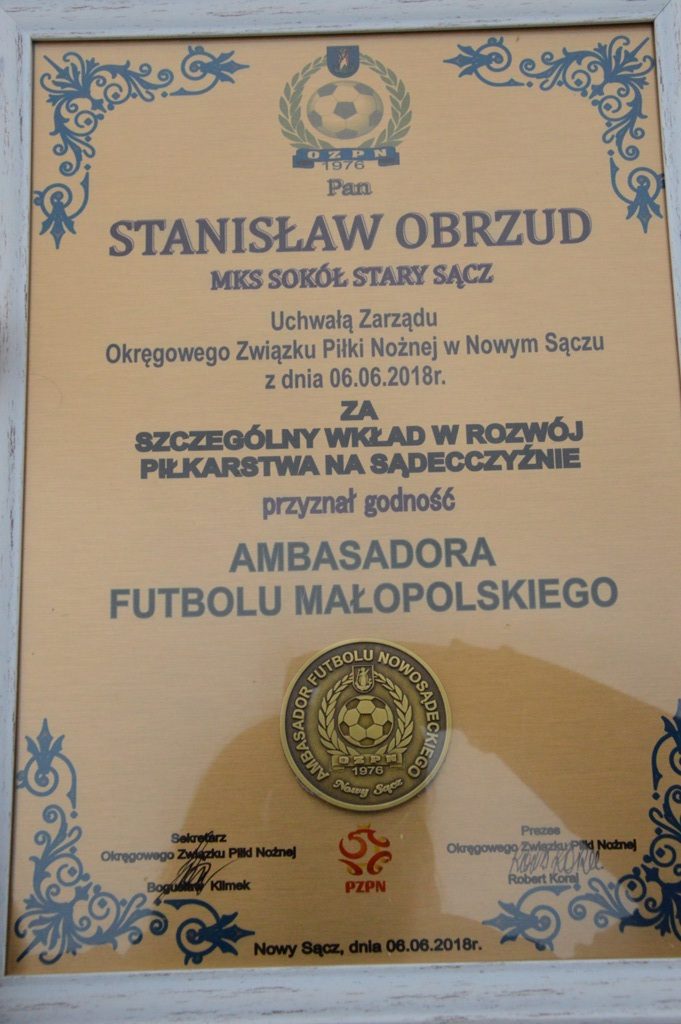 OZPN
1976
Pan
STANISŁAW OBRZUD
MKS SOKÓŁ STARY SĄCZ
Uchwałą Zarządu
Okręgowego Związku Piłki Nożnej w Nowym Sączu
z dnia 06.06.2018r.
ZA
SZCZEGÓLNY WKŁAD W ROZWÓJ
PIŁKARSTWA NA SĄDECCZYŹNIE
przyznał godność
AMBASADORA
FUTBOLU MAŁOPOLSKIEGO
AMBASADOR FUTBOLU NOWOSĄDECKIEGO
OZPN
1976
Nowy Sącz
Sekretarz
Okręgowego Związku Piłki Nożnej
Bogusław Klimek
PZPN
Prezes
Okręgowego Związku Piłki Nożnej
Robert Koral
Nowy Sącz, dnia 06.06.2018r.